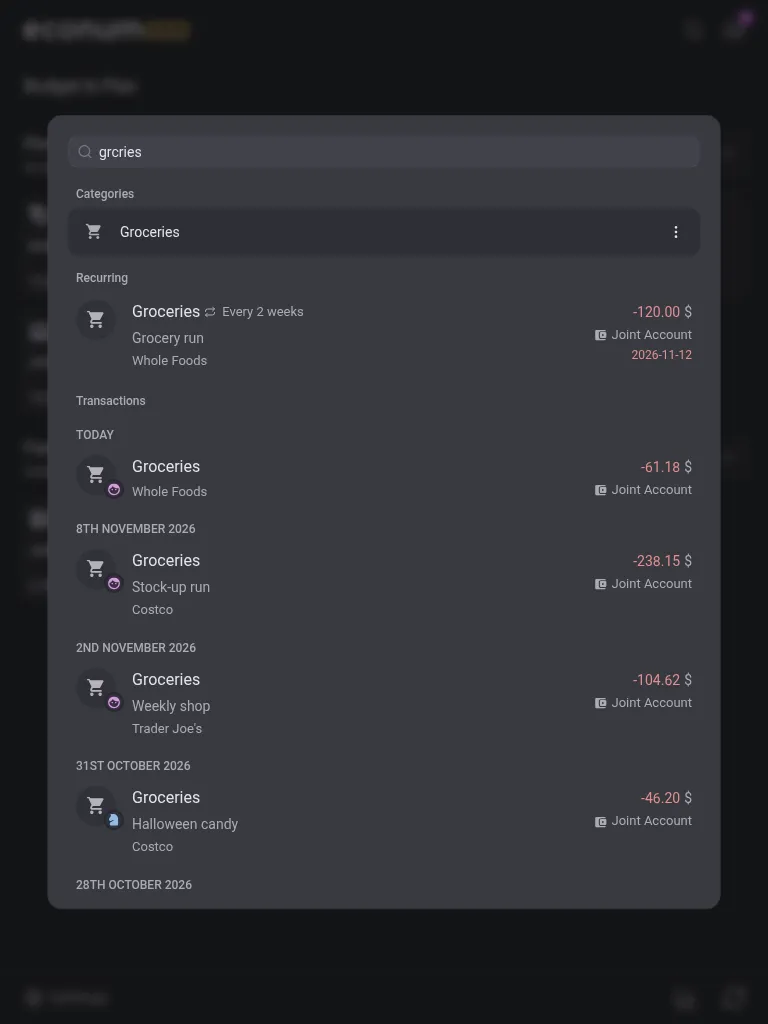 econum
Budget & Plan
grcries
Categories
Groceries
Recurring
Groceries Every 2 weeks
-120.00 $
Grocery run
Joint Account
Whole Foods
2026-11-12
Transactions
TODAY
Groceries
-61.18 $
Whole Foods
Joint Account
8TH NOVEMBER 2026
Groceries
-238.15 $
Stock-up run
Joint Account
Costco
2ND NOVEMBER 2026
Groceries
-104.62 $
Weekly shop
Joint Account
Trader Joe's
31ST OCTOBER 2026
Groceries
-46.20 $
Halloween candy
Joint Account
Costco
28TH OCTOBER 2026